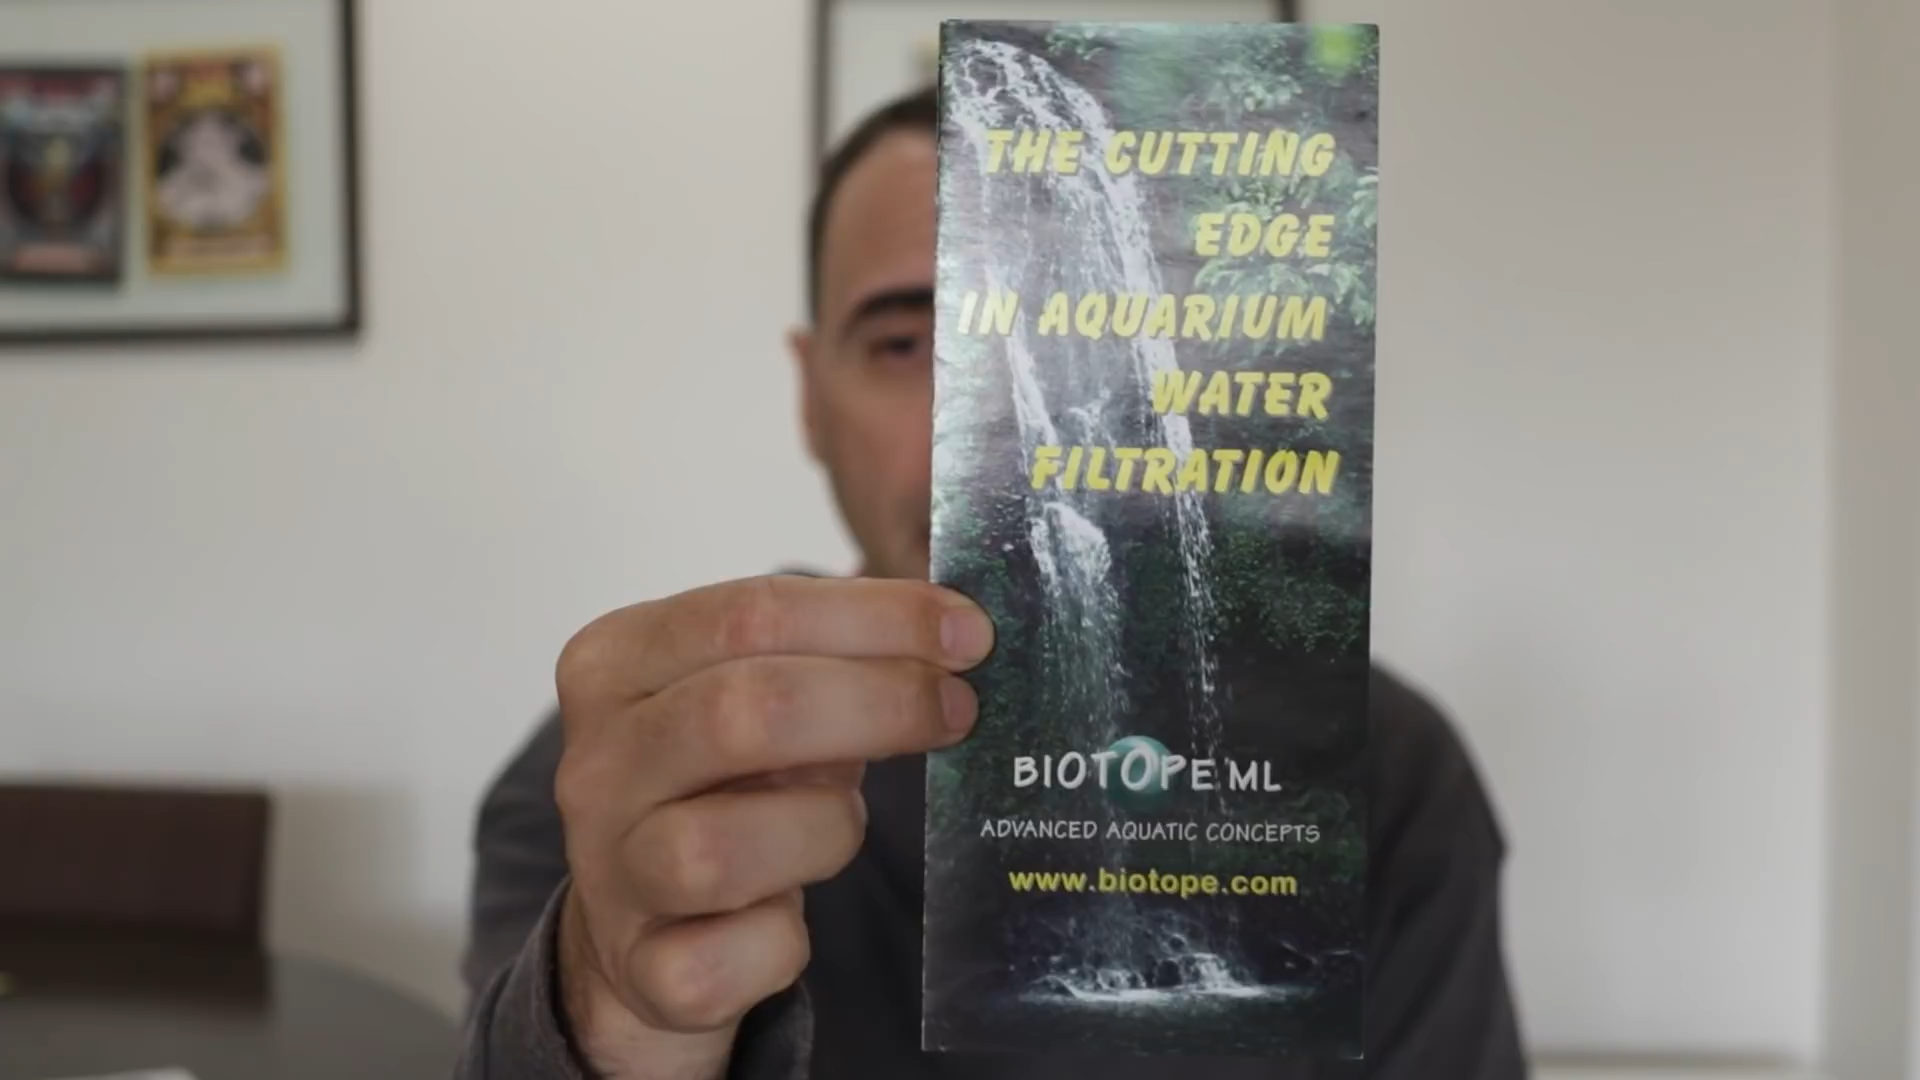 THE CUTTING
EDGE
IN AQUARIUM
WATER
FILTRATION
BIOTOPE ML
ADVANCED AQUATIC CONCEPTS
www.biotope.com